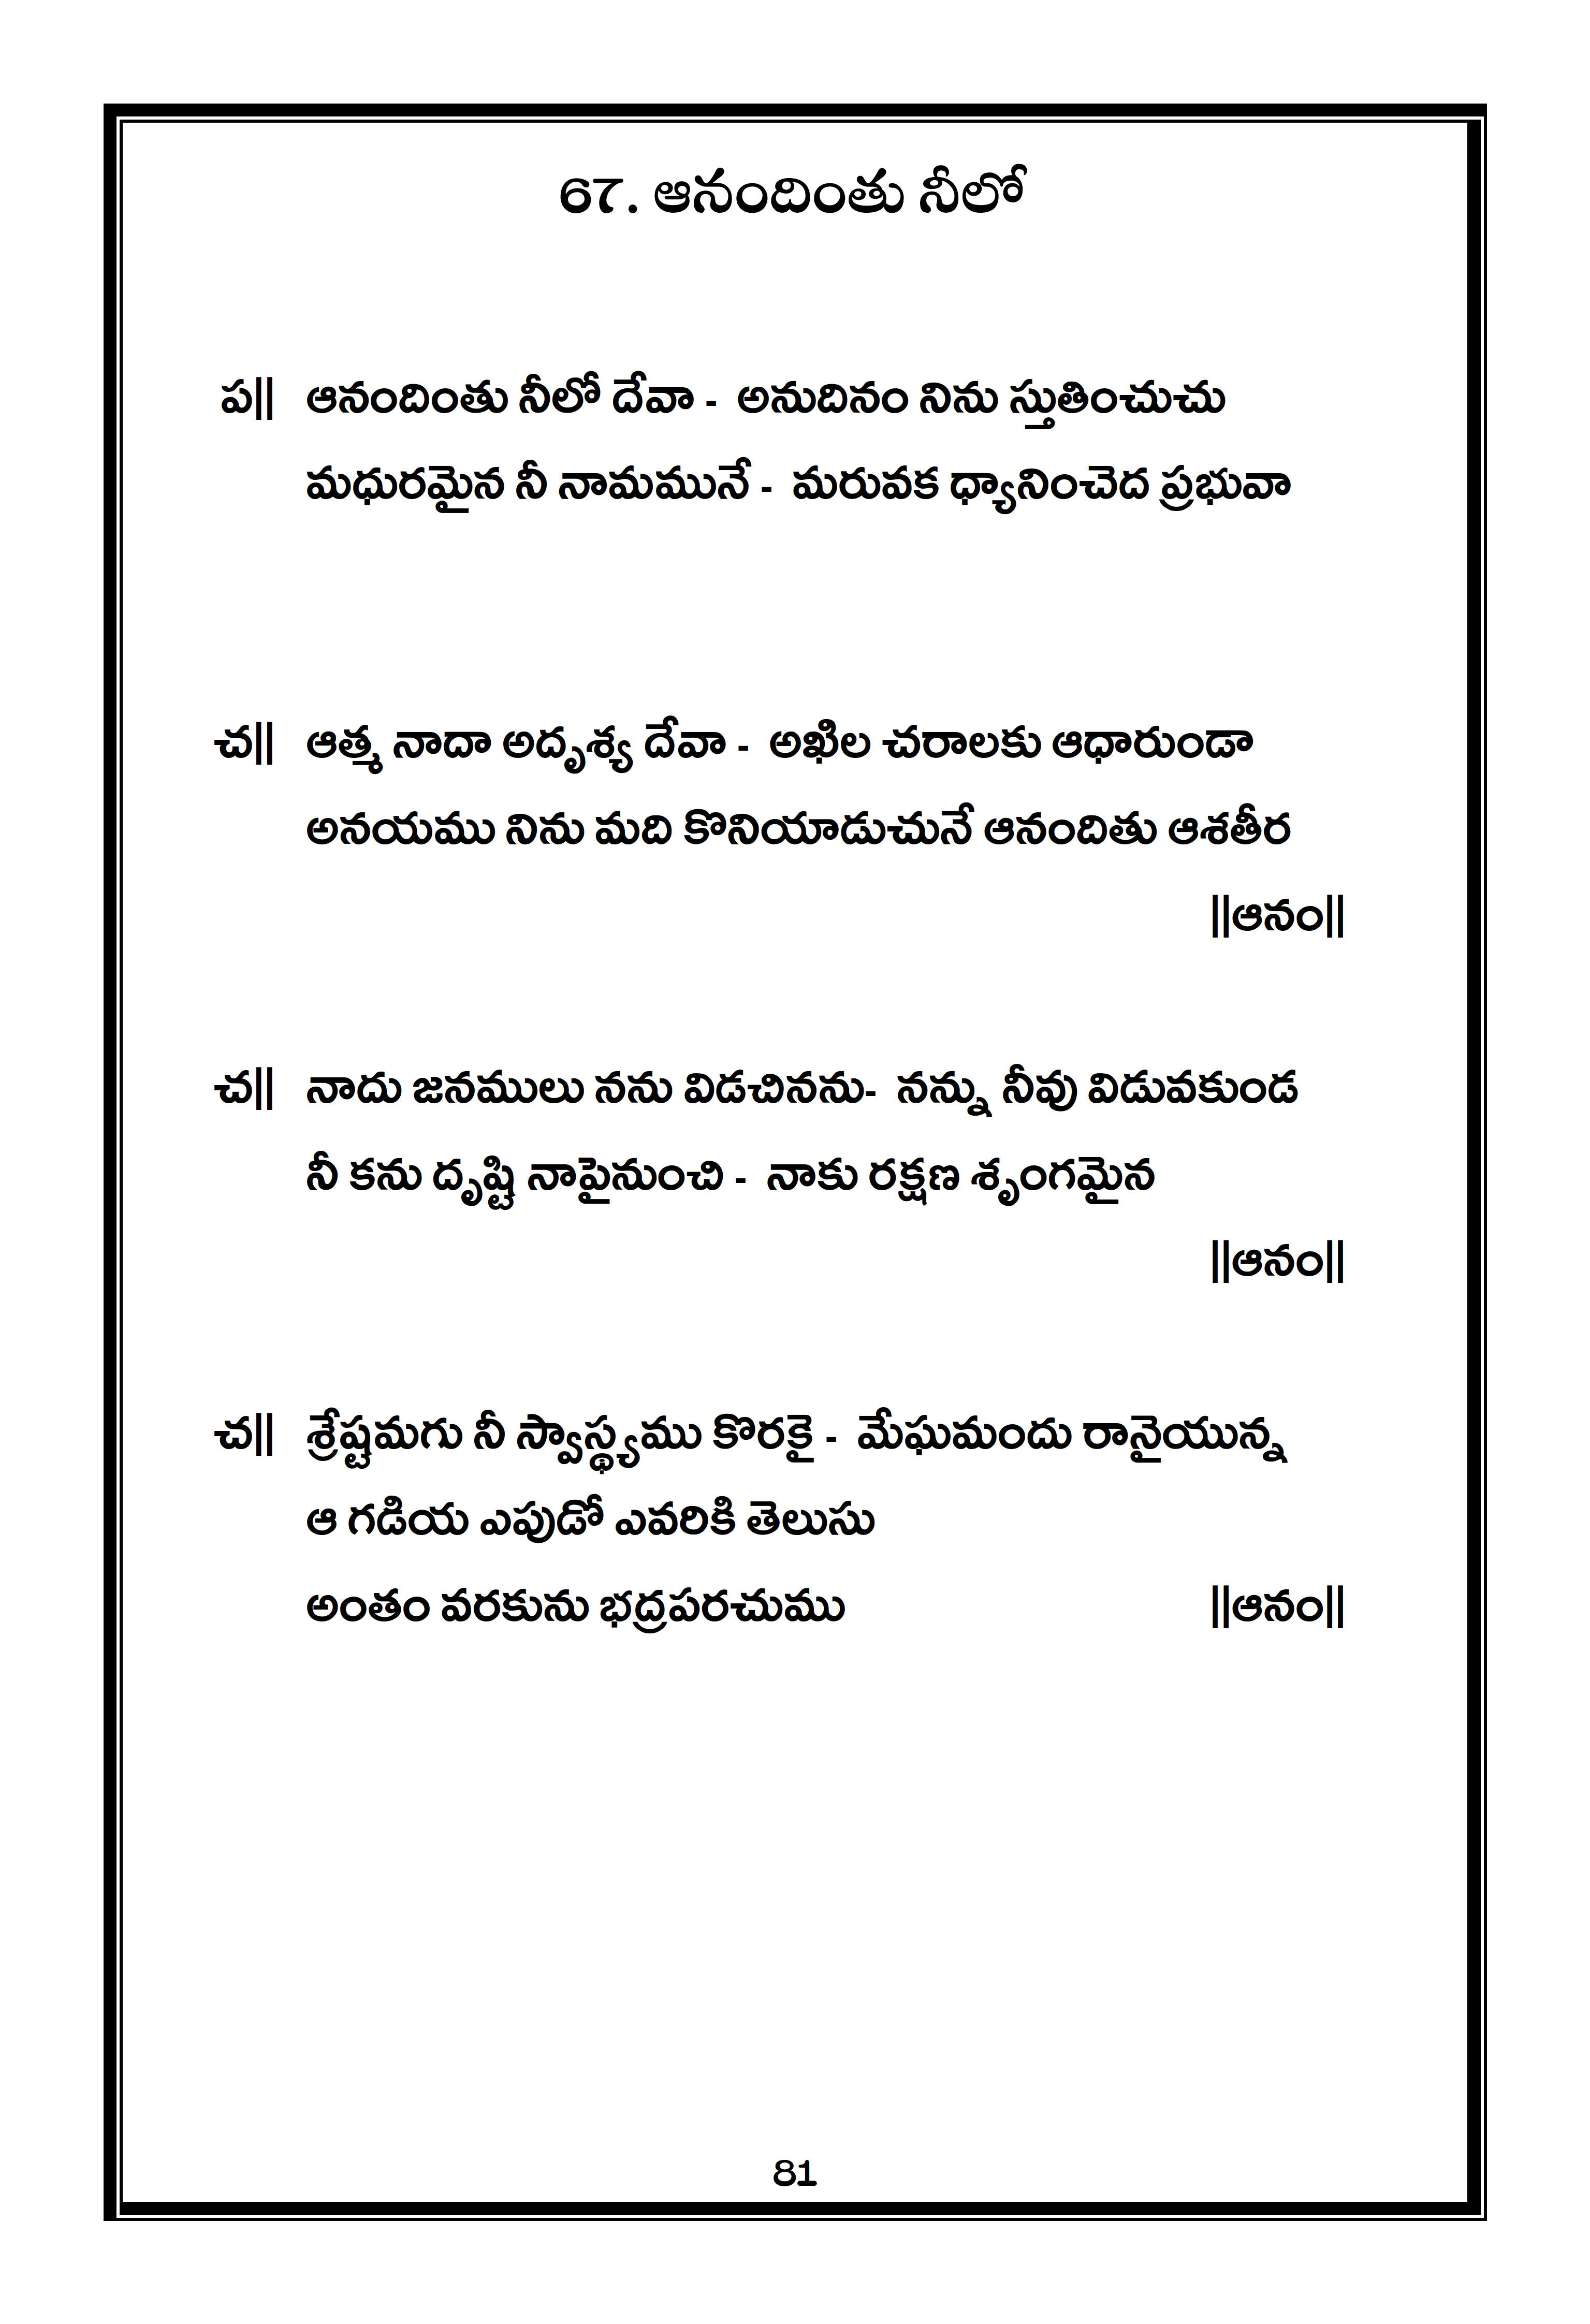 67. ఆనందింతు నీలో
ప|| ఆనందింతు నీలో దేవా - అనుదినం నిను స్తుతించుచు
మధురమైన నీ నామమునే - మరువక ధ్యానించెద ప్రభువా
చ|| ఆత్మ నాదా అదృశ్య దేవా - అఖిల చరాలకు ఆధారుండా
అనయము నిను మది కొనియాడుచునే ఆనందితు ఆశతీర
||ఆనం||
చ|| నాదు జనములు నను విడచినను- నన్ను నీవు విడువకుండ
నీ కను దృష్టి నాపైనుంచి - నాకు రక్షణ శృంగమైన
||ఆనం||
చ|| శ్రేష్టమగు నీ స్వాస్థ్యము కొరకై - మేఘమందు రానైయున్న
ఆ గడియ ఎపుడో ఎవరికి తెలుసు
అంతం వరకును భద్రపరచుము ||ఆనం||
81